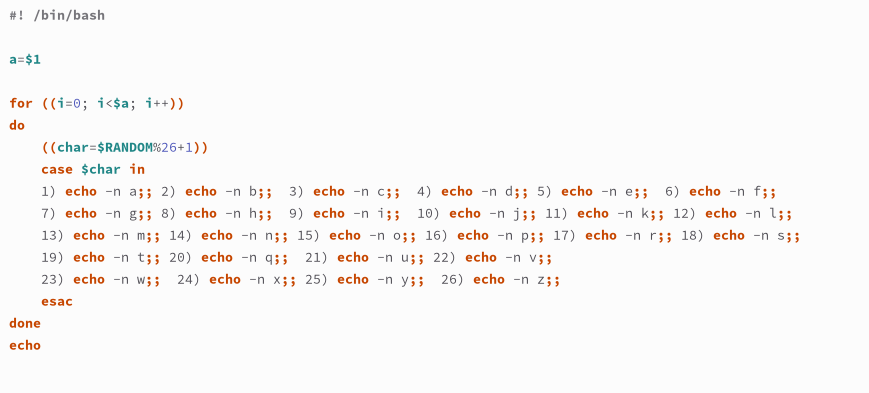 #! /bin/bash
a=$1
for ((i=0; i<$a; i++))
do
    ((char=$RANDOM%26+1))
    case $char in
    1) echo -n a;; 2) echo -n b;;  3) echo -n c;;  4) echo -n d;; 5) echo -n e;;  6) echo -n f;;
    7) echo -n g;; 8) echo -n h;;  9) echo -n i;;  10) echo -n j;; 11) echo -n k;; 12) echo -n l;;
    13) echo -n m;; 14) echo -n n;; 15) echo -n o;; 16) echo -n p;; 17) echo -n r;; 18) echo -n s;;
    19) echo -n t;; 20) echo -n q;;  21) echo -n u;; 22) echo -n v;;
    23) echo -n w;;  24) echo -n x;; 25) echo -n y;;  26) echo -n z;;
    esac
done
echo